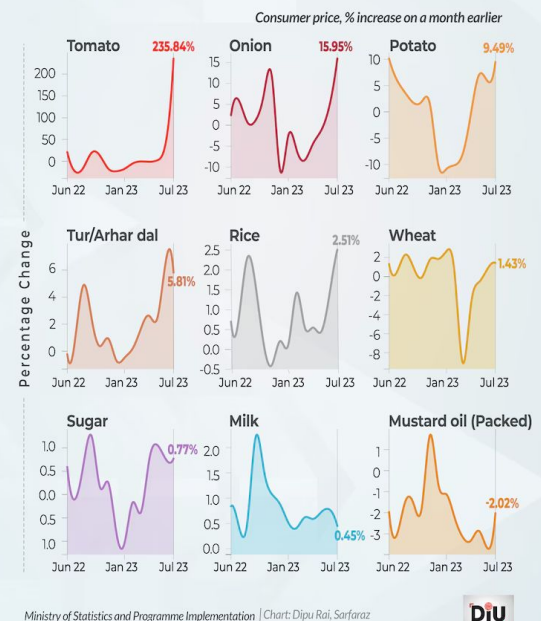 Consumer price, % increase on a month earlier
Tomato
235.84%
200
150
100
50
0
Jun 22 Jan 23 Jul 23
Onion
15.95%
15
10
5
0
-5
-10
Jun 22 Jan 23 Jul 23
Potato
9.49%
10
5
0
-5
-10
Jun 22 Jan 23 Jul 23
Percentage Change
Tur/Arhar dal
5.81%
6
4
2
0
Jun 22 Jan 23 Jul 23
Rice
2.51%
2.5
2.0
1.5
1.0
0.5
0.0
-0.5
Jun 22 Jan 23 Jul 23
Wheat
1.43%
2
0
-2
-4
-6
-8
Jun 22 Jan 23 Jul 23
Sugar
0.77%
1.0
0.5
0.0
0.5
1.0
Jun 22 Jan 23 Jul 23
Milk
0.45%
2.0
1.5
1.0
0.5
0.0
Jun 22 Jan 23 Jul 23
Mustard oil (Packed)
-2.02%
1
0
-1
-2
-3
Jun 22 Jan 23 Jul 23
Ministry of Statistics and Programme Implementation | Chart: Dipu Rai, Sarfaraz
DiU